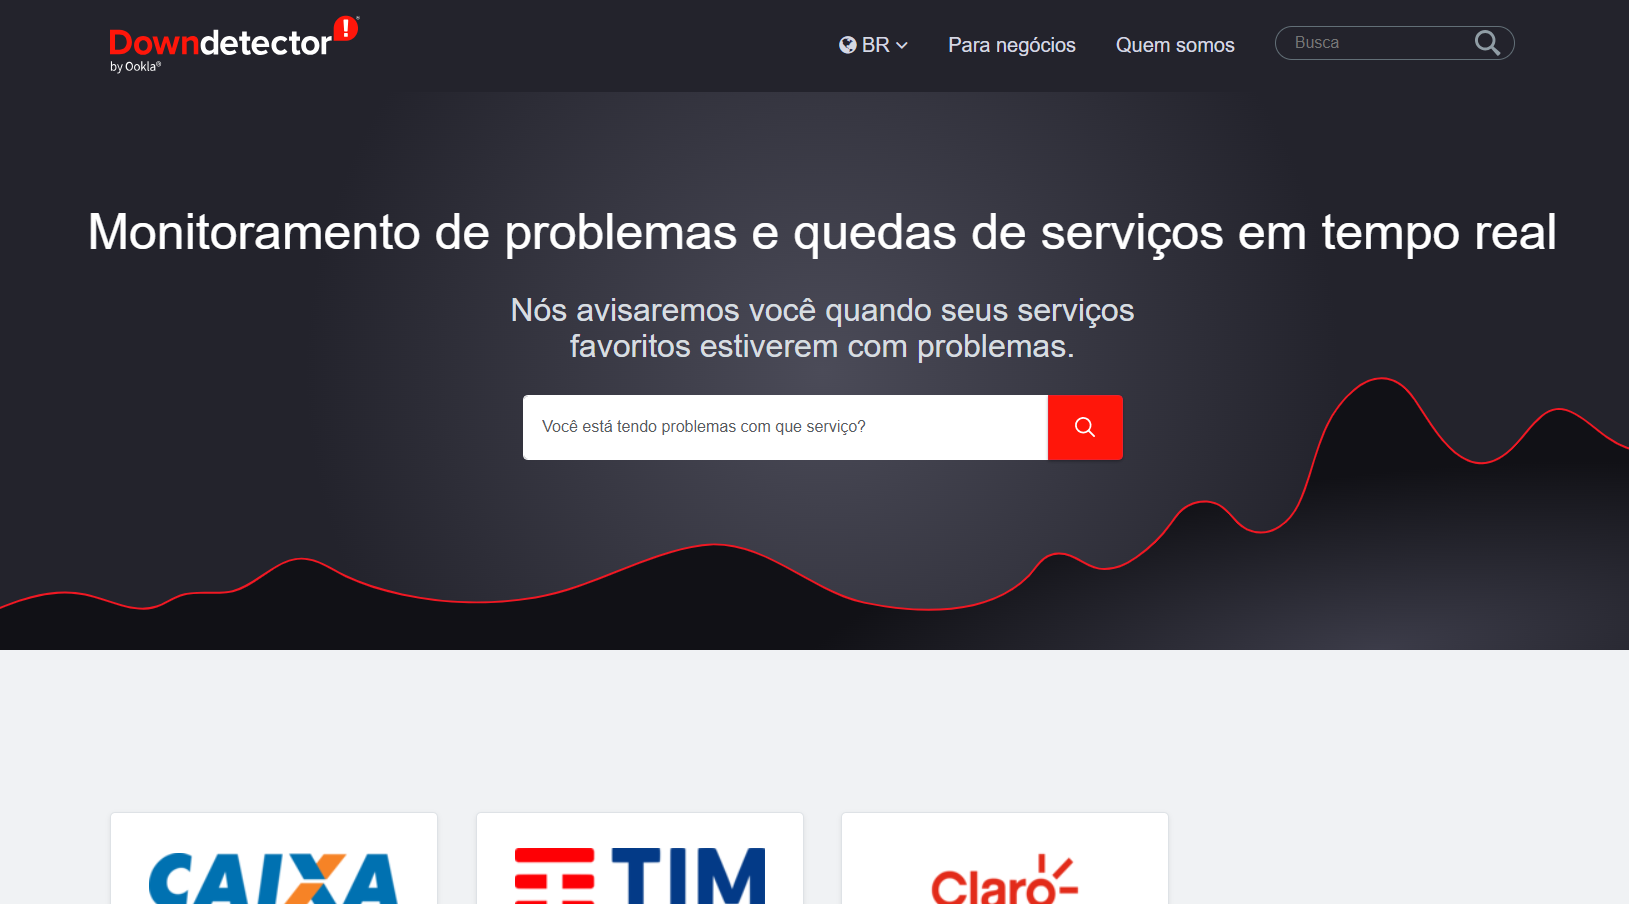 Downdetector
by Ookla®
BR
Para negócios
Quem somos
Busca
Monitoramento de problemas e quedas de serviços em tempo real
Nós avisaremos você quando seus serviços
favoritos estiverem com problemas.
Você está tendo problemas com que serviço?
CAIXA
TIM
Claro